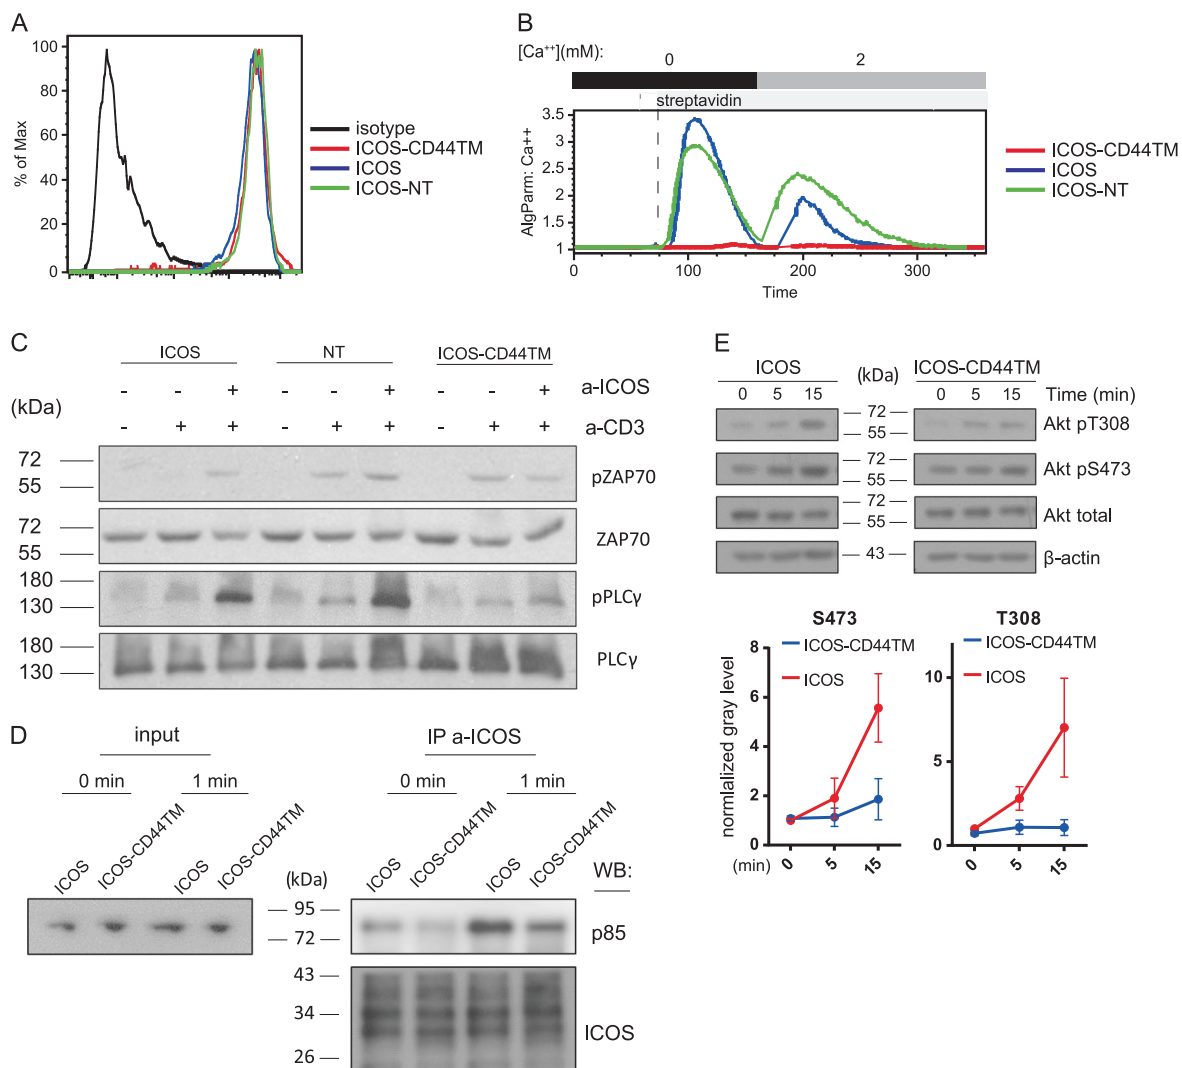 A
100
80
60
40
20
0
% of Max
isotype
ICOS-CD44TM
ICOS
ICOS-NT
B
[Ca++](mM):
0
2
streptavidin
3.5
3
2.5
2
1.5
1
AlgParm: Ca++
0
100
200
300
Time
ICOS-CD44TM
ICOS
ICOS-NT
C
ICOS
NT
ICOS-CD44TM
- - + - - + - - +
a-ICOS
(kDa)
- + + - + + - + +
a-CD3
72
55
pZAP70
72
55
ZAP70
180
130
pPLCγ
180
130
PLCγ
D
input
IP a-ICOS
0 min
1 min
0 min
1 min
ICOS
ICOS-CD44TM
ICOS
ICOS-CD44TM
(kDa)
ICOS
ICOS-CD44TM
ICOS
ICOS-CD44TM
WB:
95
72
p85
43
34
26
ICOS
E
ICOS
(kDa)
ICOS-CD44TM
0 5 15
0 5 15
Time (min)
72
55
Akt pT308
72
55
Akt pS473
72
55
Akt total
43
β-actin
S473
ICOS-CD44TM
ICOS
8
6
4
2
0
normlalized gray level
(min)
0
5
15
T308
ICOS-CD44TM
ICOS
10
5
0
0
5
15